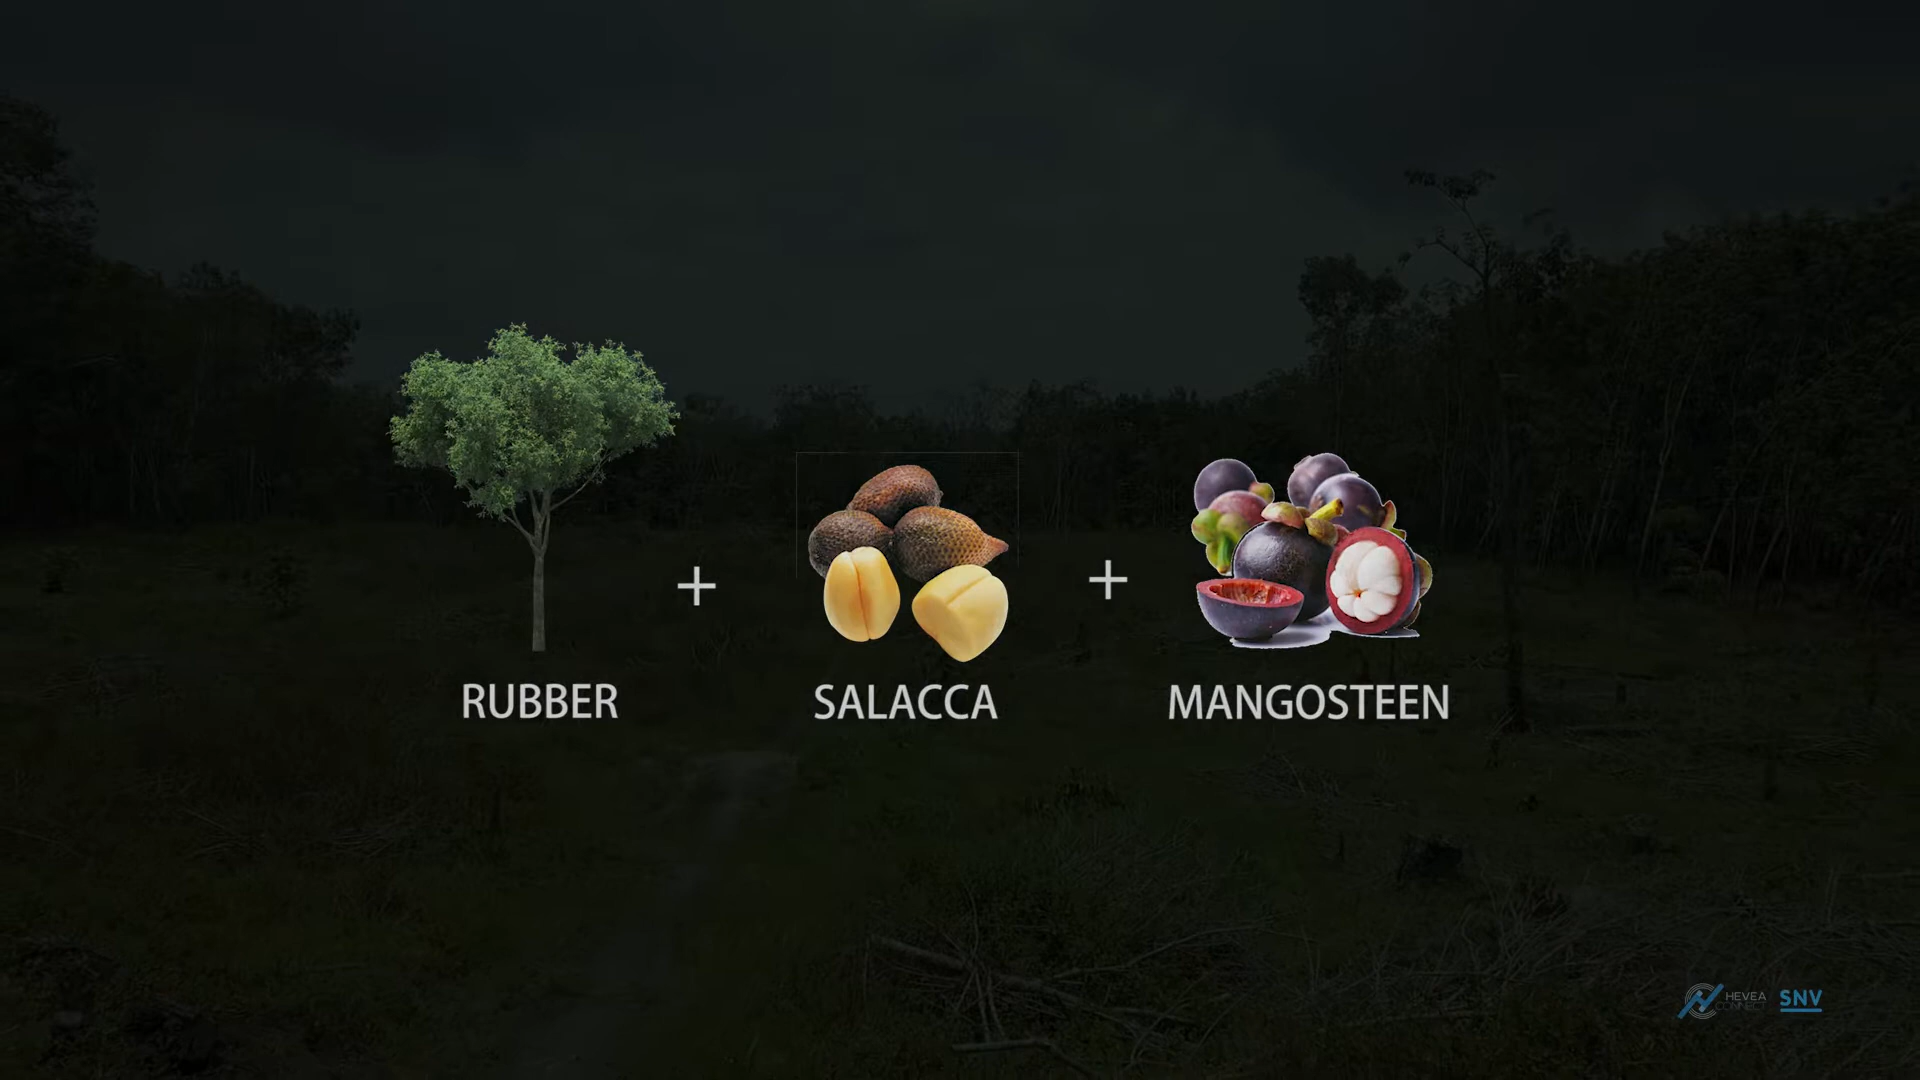 RUBBER + SALACCA + MANGOSTEEN
HEVEA CONNECT SNV